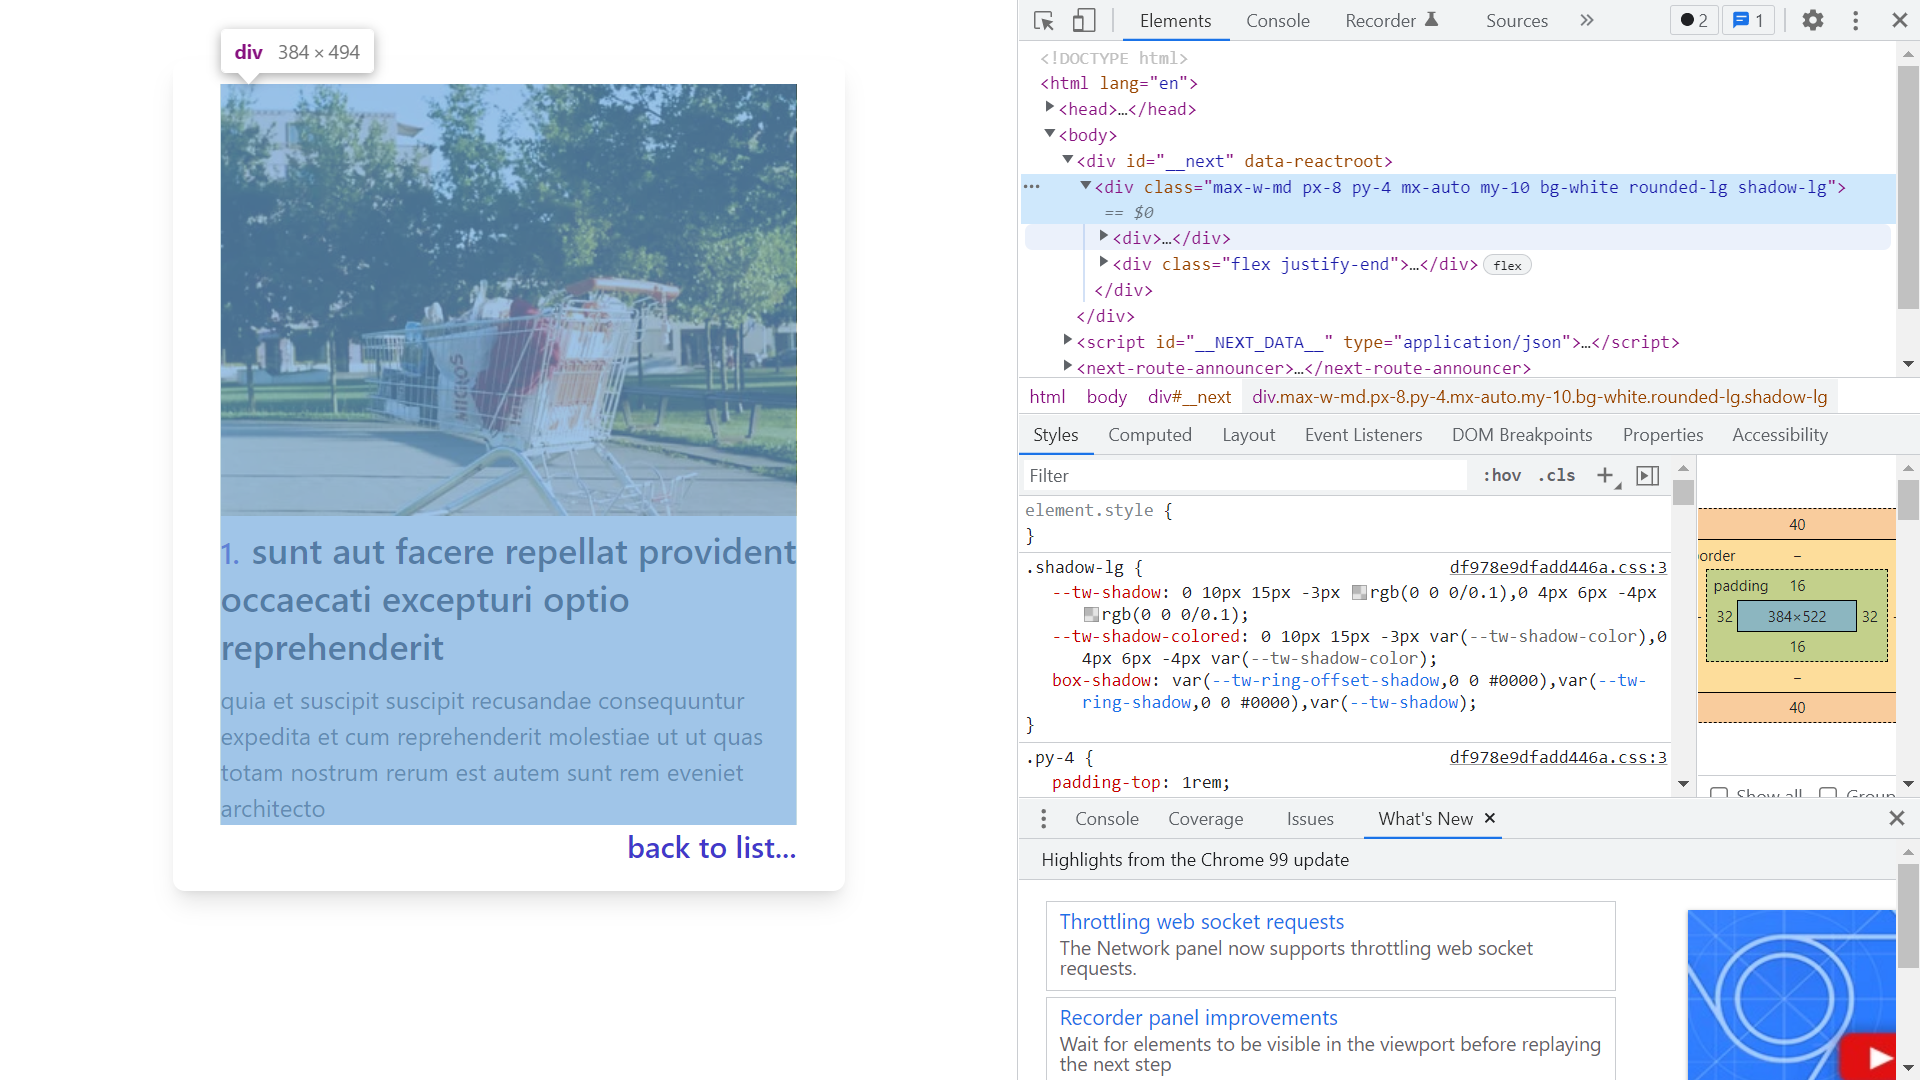 div 384 × 494
1. sunt aut facere repellat provident
occaecati excepturi optio
reprehenderit
quia et suscipit suscipit recusandae consequuntur
expedita et cum reprehenderit molestiae ut ut quas
totam nostrum rerum est autem sunt rem eveniet
architecto
back to list...
Elements Console Recorder Sources » 2 1
<!DOCTYPE html>
<html lang="en">
<head>…</head>
<body>
<div id="__next" data-reactroot>
<div class="max-w-md px-8 py-4 mx-auto my-10 bg-white rounded-lg shadow-lg">
== $0
<div>…</div>
<div class="flex justify-end">…</div> flex
</div>
</div>
<script id="__NEXT_DATA__" type="application/json">…</script>
<next-route-announcer>…</next-route-announcer>
html body div#__next div.max-w-md.px-8.py-4.mx-auto.my-10.bg-white.rounded-lg.shadow-lg
Styles Computed Layout Event Listeners DOM Breakpoints Properties Accessibility
Filter :hov .cls +
element.style {
}
.shadow-lg { df978e9dfadd446a.css:3
--tw-shadow: 0 10px 15px -3px rgb(0 0 0/0.1),0 4px 6px -4px
rgb(0 0 0/0.1);
--tw-shadow-colored: 0 10px 15px -3px var(--tw-shadow-color),0
4px 6px -4px var(--tw-shadow-color);
box-shadow: var(--tw-ring-offset-shadow,0 0 #0000),var(--tw-
ring-shadow,0 0 #0000),var(--tw-shadow);
}
.py-4 { df978e9dfadd446a.css:3
padding-top: 1rem;
40
order –
padding 16
32 384×522 32
16
–
40
Show all Group
Console Coverage Issues What's New ×
Highlights from the Chrome 99 update
Throttling web socket requests
The Network panel now supports throttling web socket
requests.
Recorder panel improvements
Wait for elements to be visible in the viewport before replaying
the next step